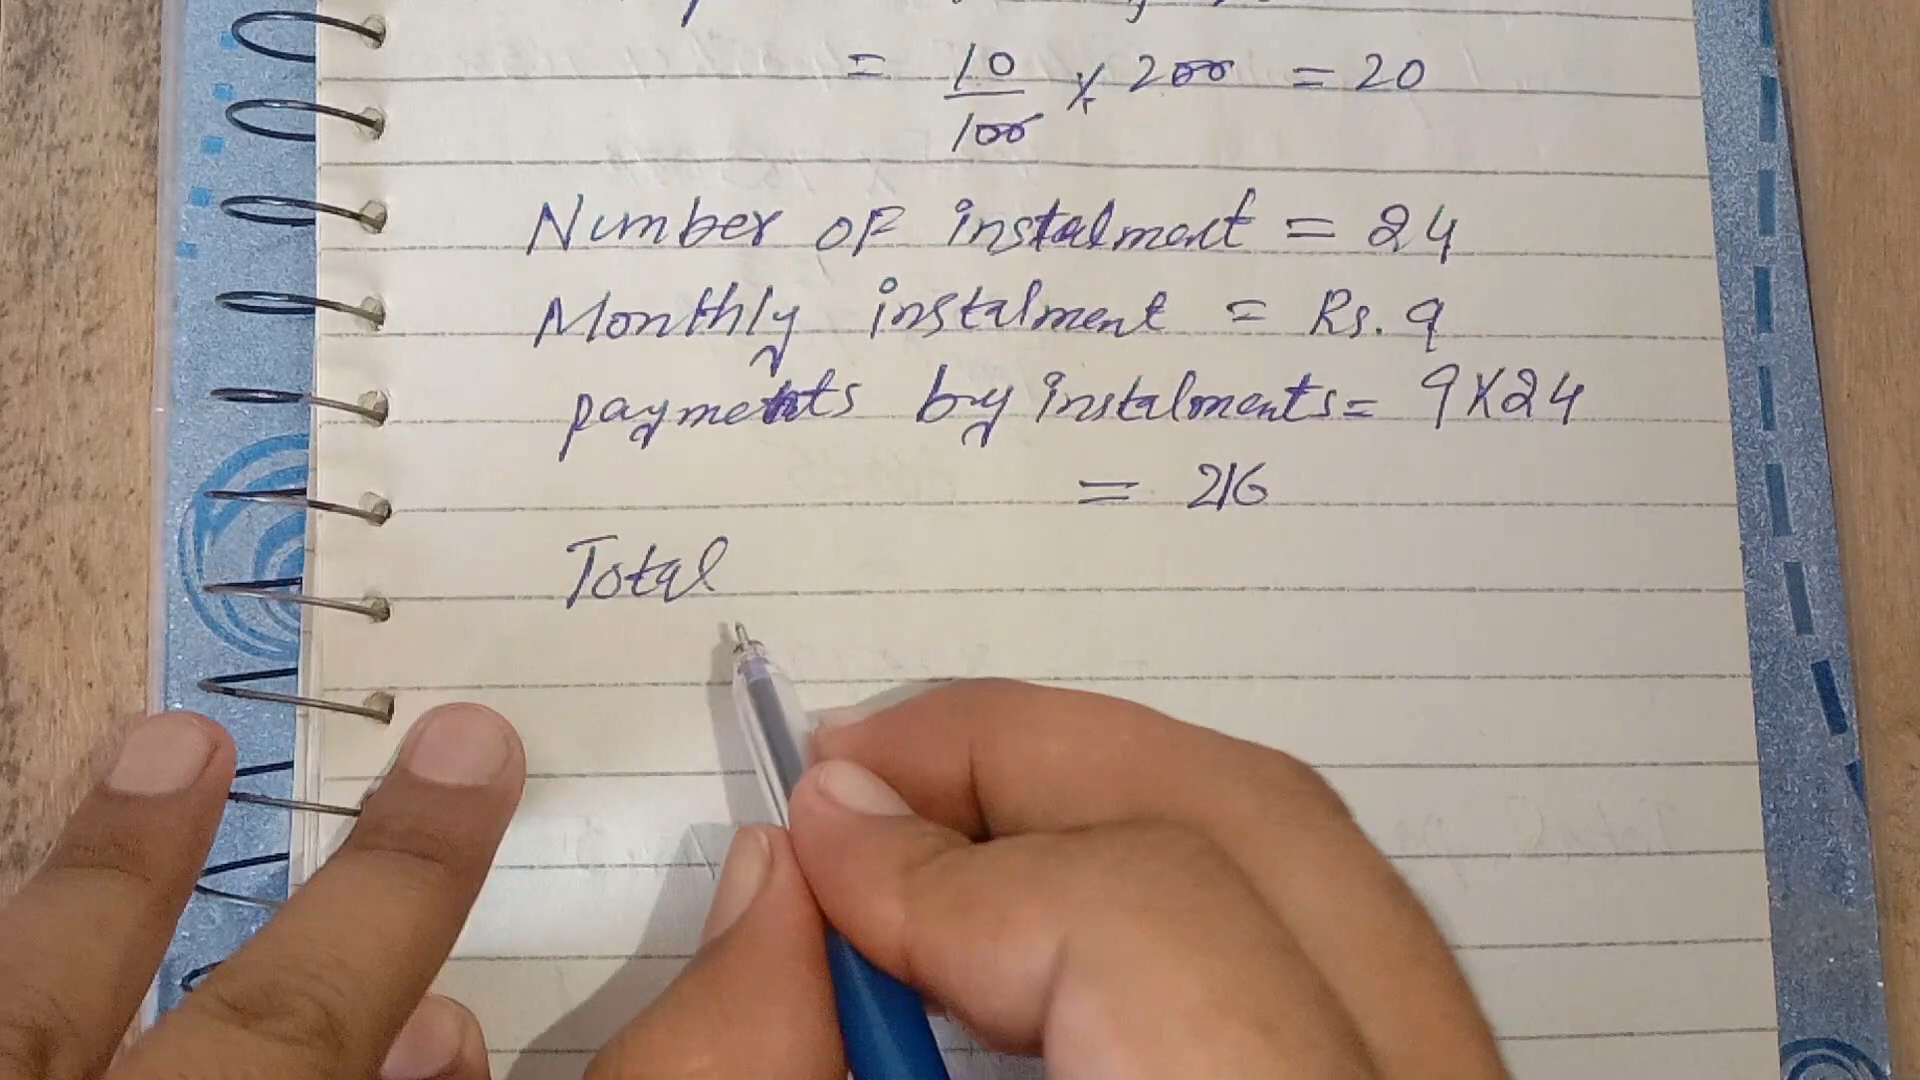 = 10/100 × 200 = 20
Number OF instalment = 24
Monthly instalment = Rs. 9
payments by instalments = 9×24
= 216
Total